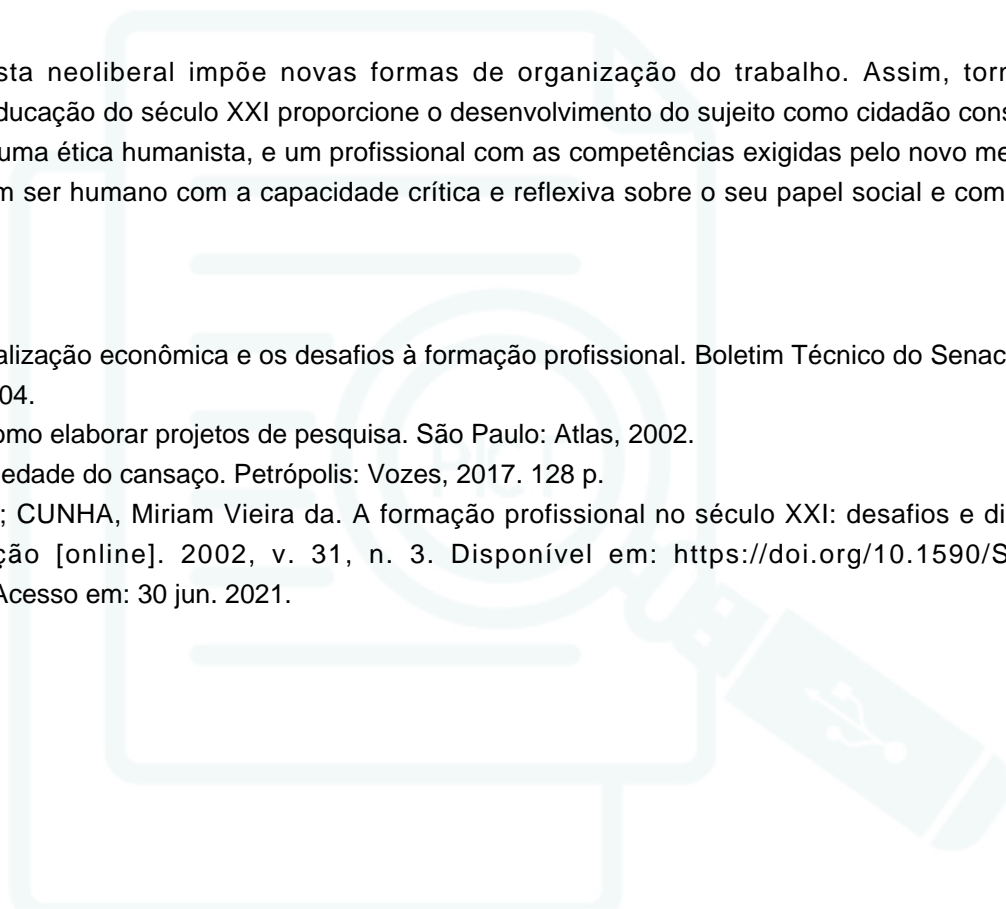 sta neoliberal impõe novas formas de organização do trabalho. Assim, torn
ducação do século XXI proporcione o desenvolvimento do sujeito como cidadão cons
uma ética humanista, e um profissional com as competências exigidas pelo novo me
m ser humano com a capacidade crítica e reflexiva sobre o seu papel social e com
alização econômica e os desafios à formação profissional. Boletim Técnico do Senac
04.
omo elaborar projetos de pesquisa. São Paulo: Atlas, 2002.
iedade do cansaço. Petrópolis: Vozes, 2017. 128 p.
; CUNHA, Miriam Vieira da. A formação profissional no século XXI: desafios e di
ção [online]. 2002, v. 31, n. 3. Disponível em: https://doi.org/10.1590/S
Acesso em: 30 jun. 2021.